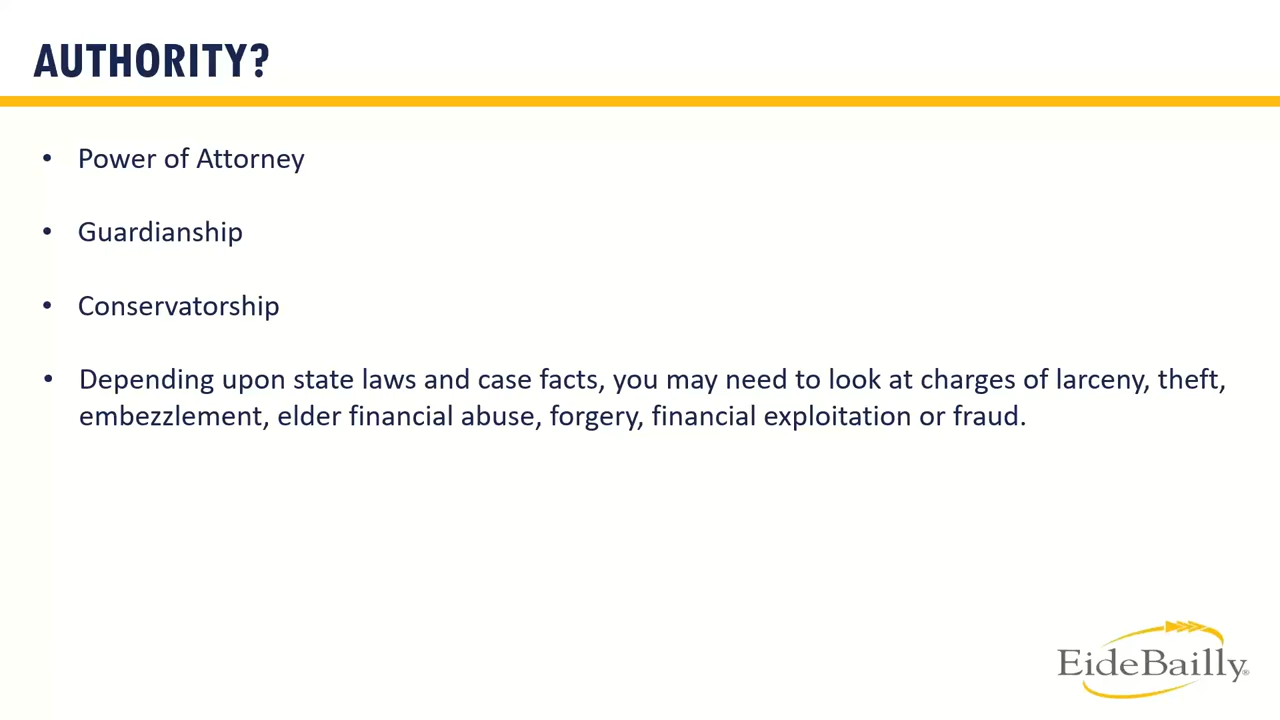 AUTHORITY?
• Power of Attorney
• Guardianship
• Conservatorship
• Depending upon state laws and case facts, you may need to look at charges of larceny, theft,
embezzlement, elder financial abuse, forgery, financial exploitation or fraud.
EideBailly®